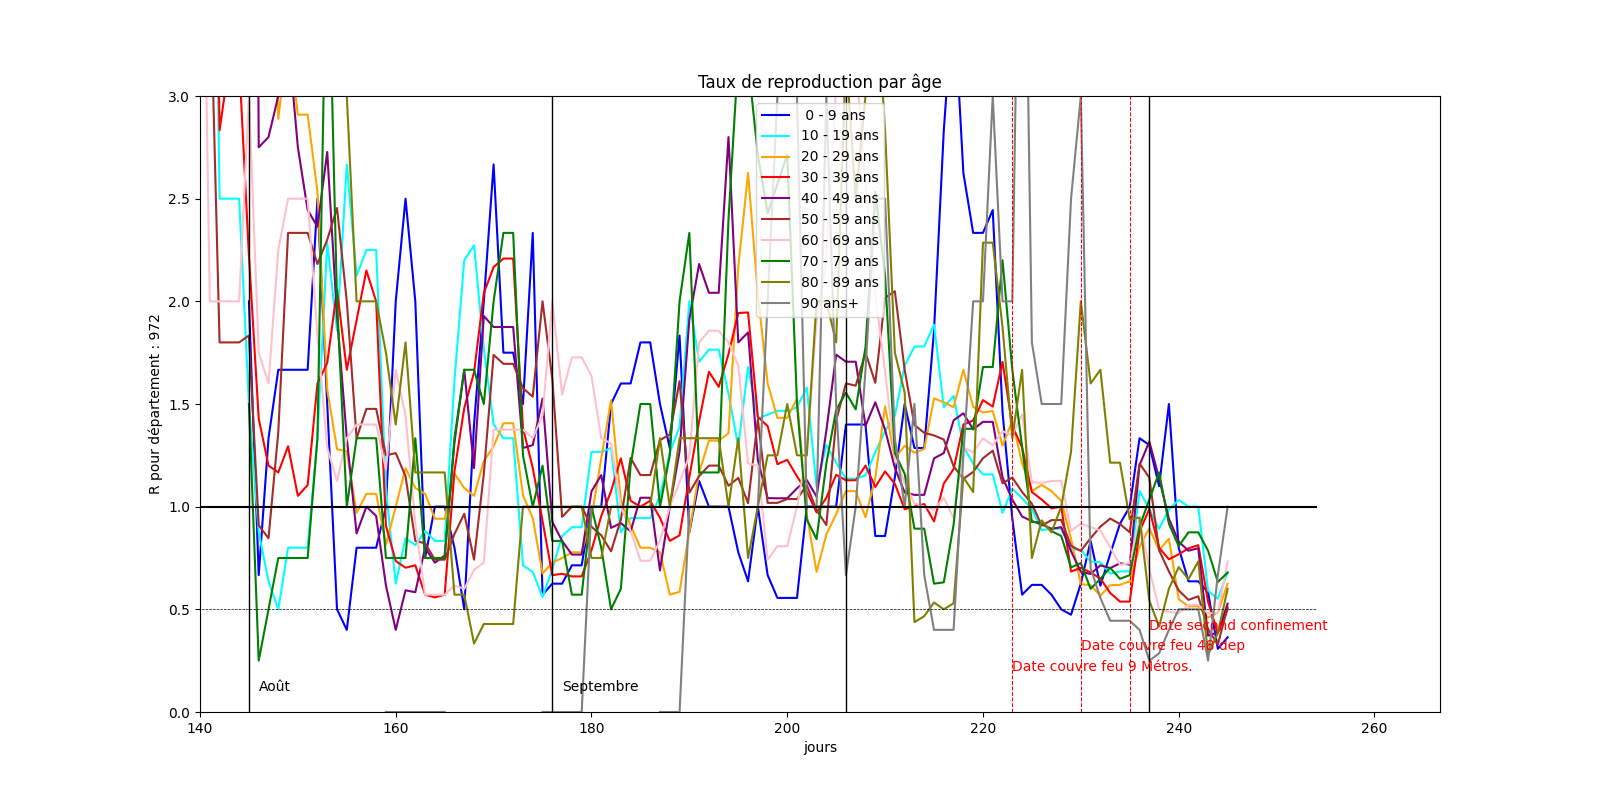 Taux de reproduction par âge
R pour département : 972
3.0
2.5
2.0
1.5
1.0
0.5
0.0
0 - 9 ans
10 - 19 ans
20 - 29 ans
30 - 39 ans
40 - 49 ans
50 - 59 ans
60 - 69 ans
70 - 79 ans
80 - 89 ans
90 ans+
Date second confinement
Date couvre feu 48 dep
Date couvre feu 9 Métros.
Août
Septembre
140
160
180
200
220
240
260
jours